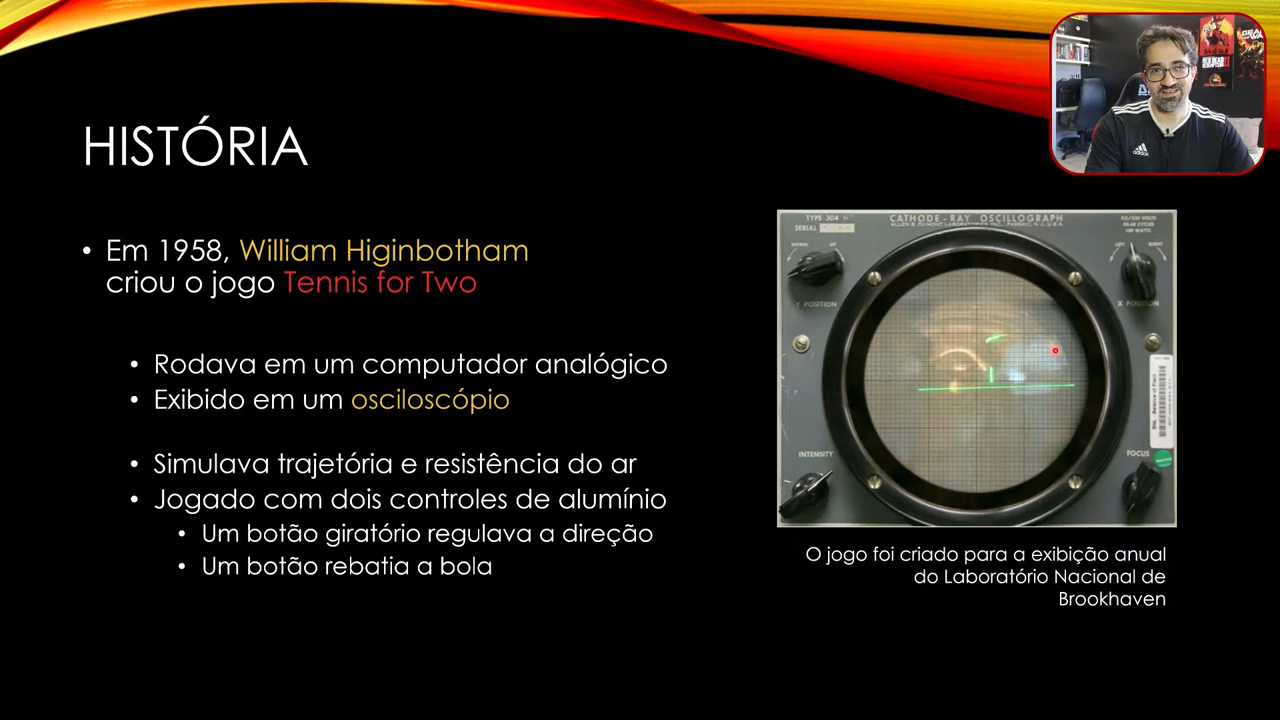 HISTÓRIA
• Em 1958, William Higinbotham
criou o jogo Tennis for Two
• Rodava em um computador analógico
• Exibido em um osciloscópio
• Simulava trajetória e resistência do ar
• Jogado com dois controles de alumínio
• Um botão giratório regulava a direção
• Um botão rebatia a bola
TYPE 304
CATHODE-RAY OSCILLOGRAPH
SERIAL
DOWN UP
LEFT RIGHT
Y POSITION
X POSITION
INTENSITY
FOCUS
O jogo foi criado para a exibição anual
do Laboratório Nacional de
Brookhaven
adidas
RED DEAD